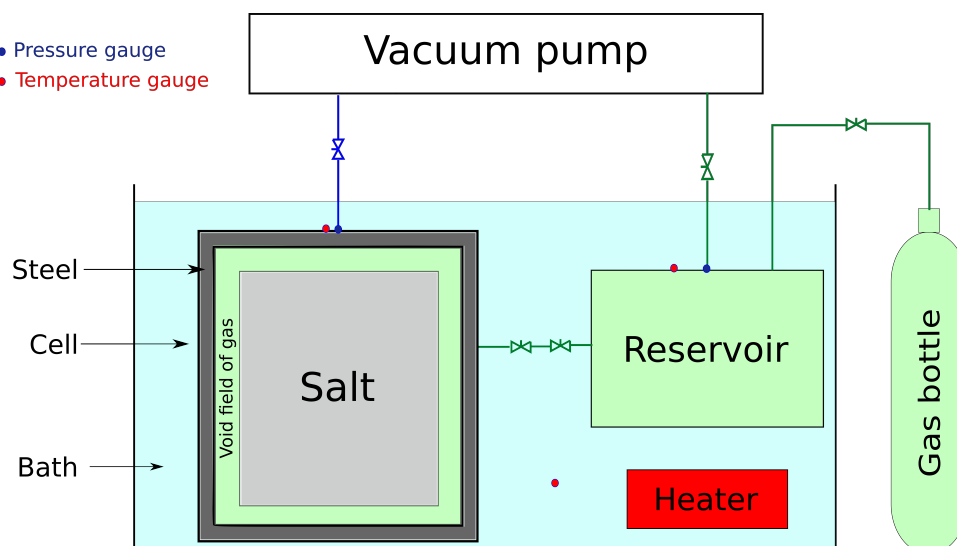 Vacuum pump
Pressure gauge
Temperature gauge
Steel
Cell
Bath
Void field of gas
Salt
Reservoir
Heater
Gas bottle